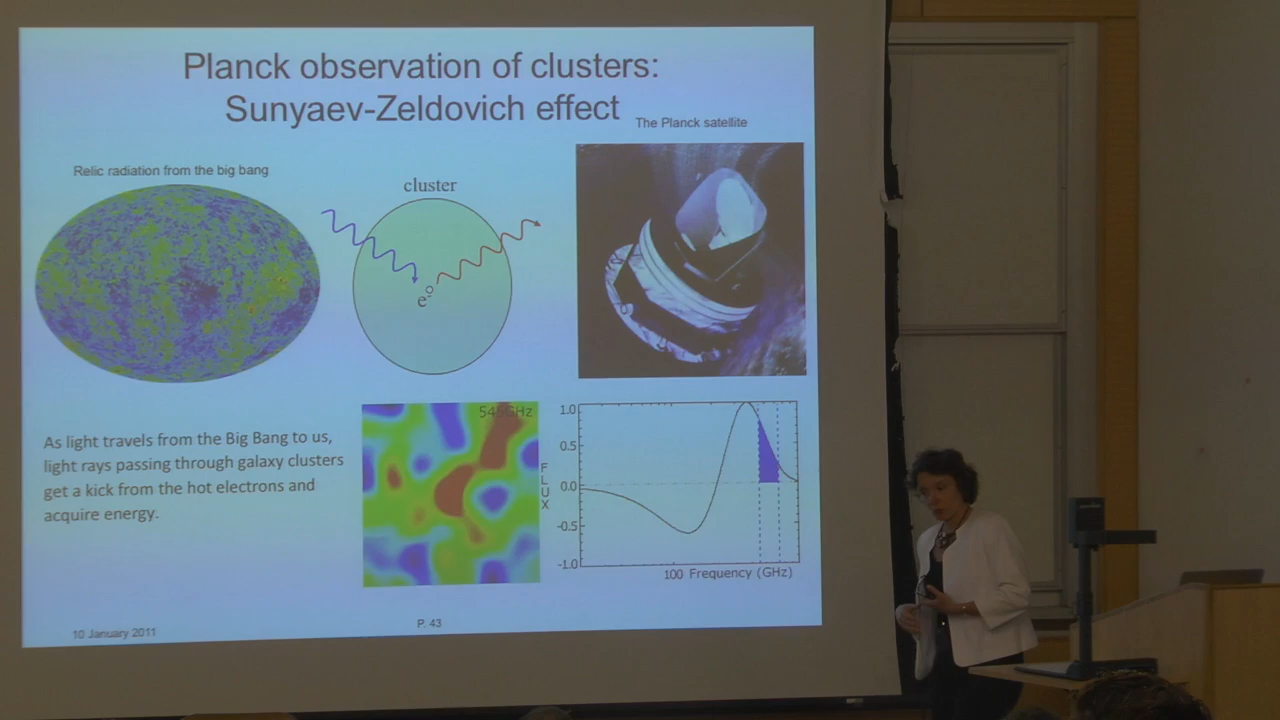 Planck observation of clusters:
Sunyaev-Zeldovich effect
The Planck satellite
Relic radiation from the big bang
cluster
e-
As light travels from the Big Bang to us,
light rays passing through galaxy clusters
get a kick from the hot electrons and
acquire energy.
545GHz
1.0
0.5
0.0
-0.5
-1.0
FLUX
100 Frequency (GHz)
10 January 2011
P. 43